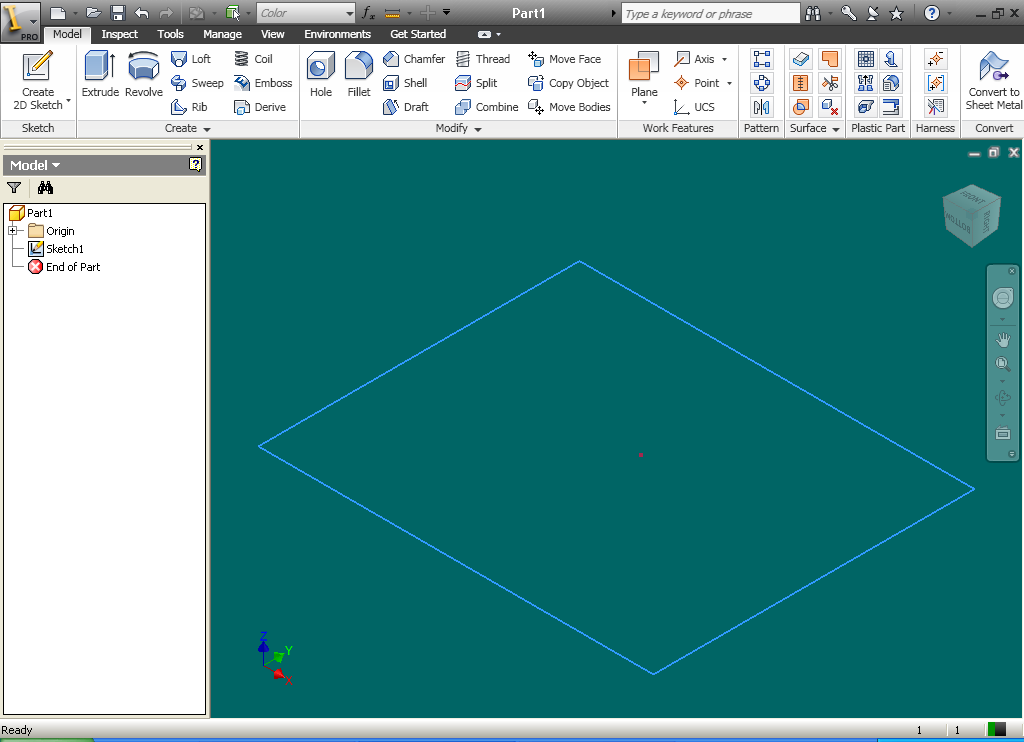 PRO
Color
Part1
Type a keyword or phrase
Model Inspect Tools Manage View Environments Get Started
Create
2D Sketch
Extrude
Revolve
Loft
Sweep
Rib
Coil
Emboss
Derive
Hole
Fillet
Chamfer
Shell
Draft
Thread
Split
Combine
Move Face
Copy Object
Move Bodies
Plane
Axis
Point
UCS
Convert to
Sheet Metal
Sketch Create Modify Work Features Pattern Surface Plastic Part Harness Convert
Model
Part1
Origin
Sketch1
End of Part
FRONT
BOTTOM
RIGHT
Z
Y
X
Ready 1 1